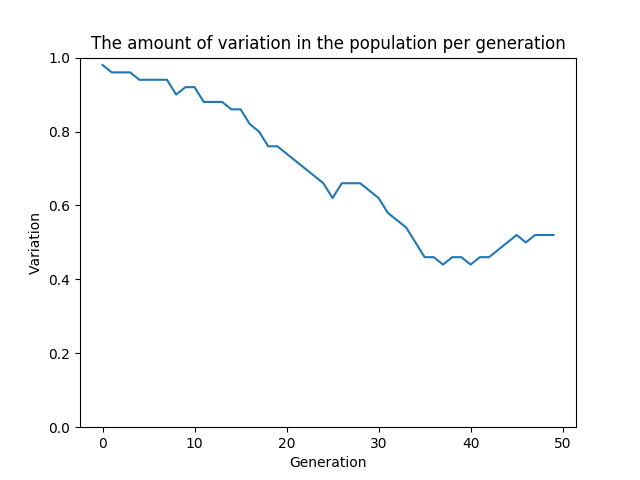 The amount of variation in the population per generation
1.0
0.8
0.6
0.4
0.2
0.0
Variation
0 10 20 30 40 50
Generation